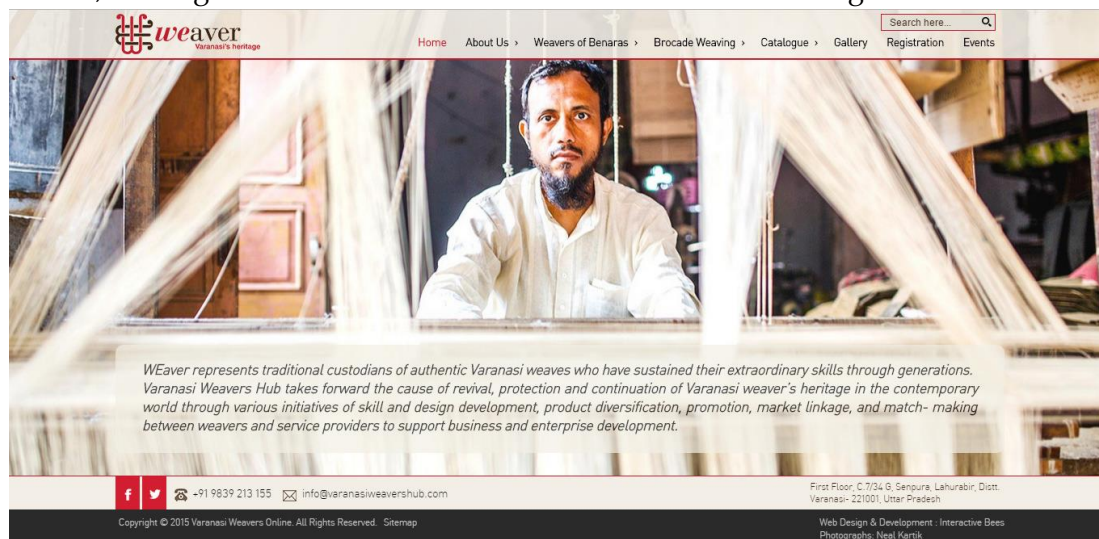 Search here...
weaver
Varanasi's heritage
Home About Us › Weavers of Benaras › Brocade Weaving › Catalogue › Gallery Registration Events
WEaver represents traditional custodians of authentic Varanasi weaves who have sustained their extraordinary skills through generations.
Varanasi Weavers Hub takes forward the cause of revival, protection and continuation of Varanasi weaver's heritage in the contemporary
world through various initiatives of skill and design development, product diversification, promotion, market linkage, and match- making
between weavers and service providers to support business and enterprise development.
f +91 9839 213 155 info@varanasiweavershub.com
First Floor, C.7/34 G, Senpura, Lahurabir, Distt.
Varanasi- 221001, Uttar Pradesh
Copyright © 2015 Varanasi Weavers Online. All Rights Reserved. Sitemap
Web Design & Development : Interactive Bees
Photographs: Neal Kartik